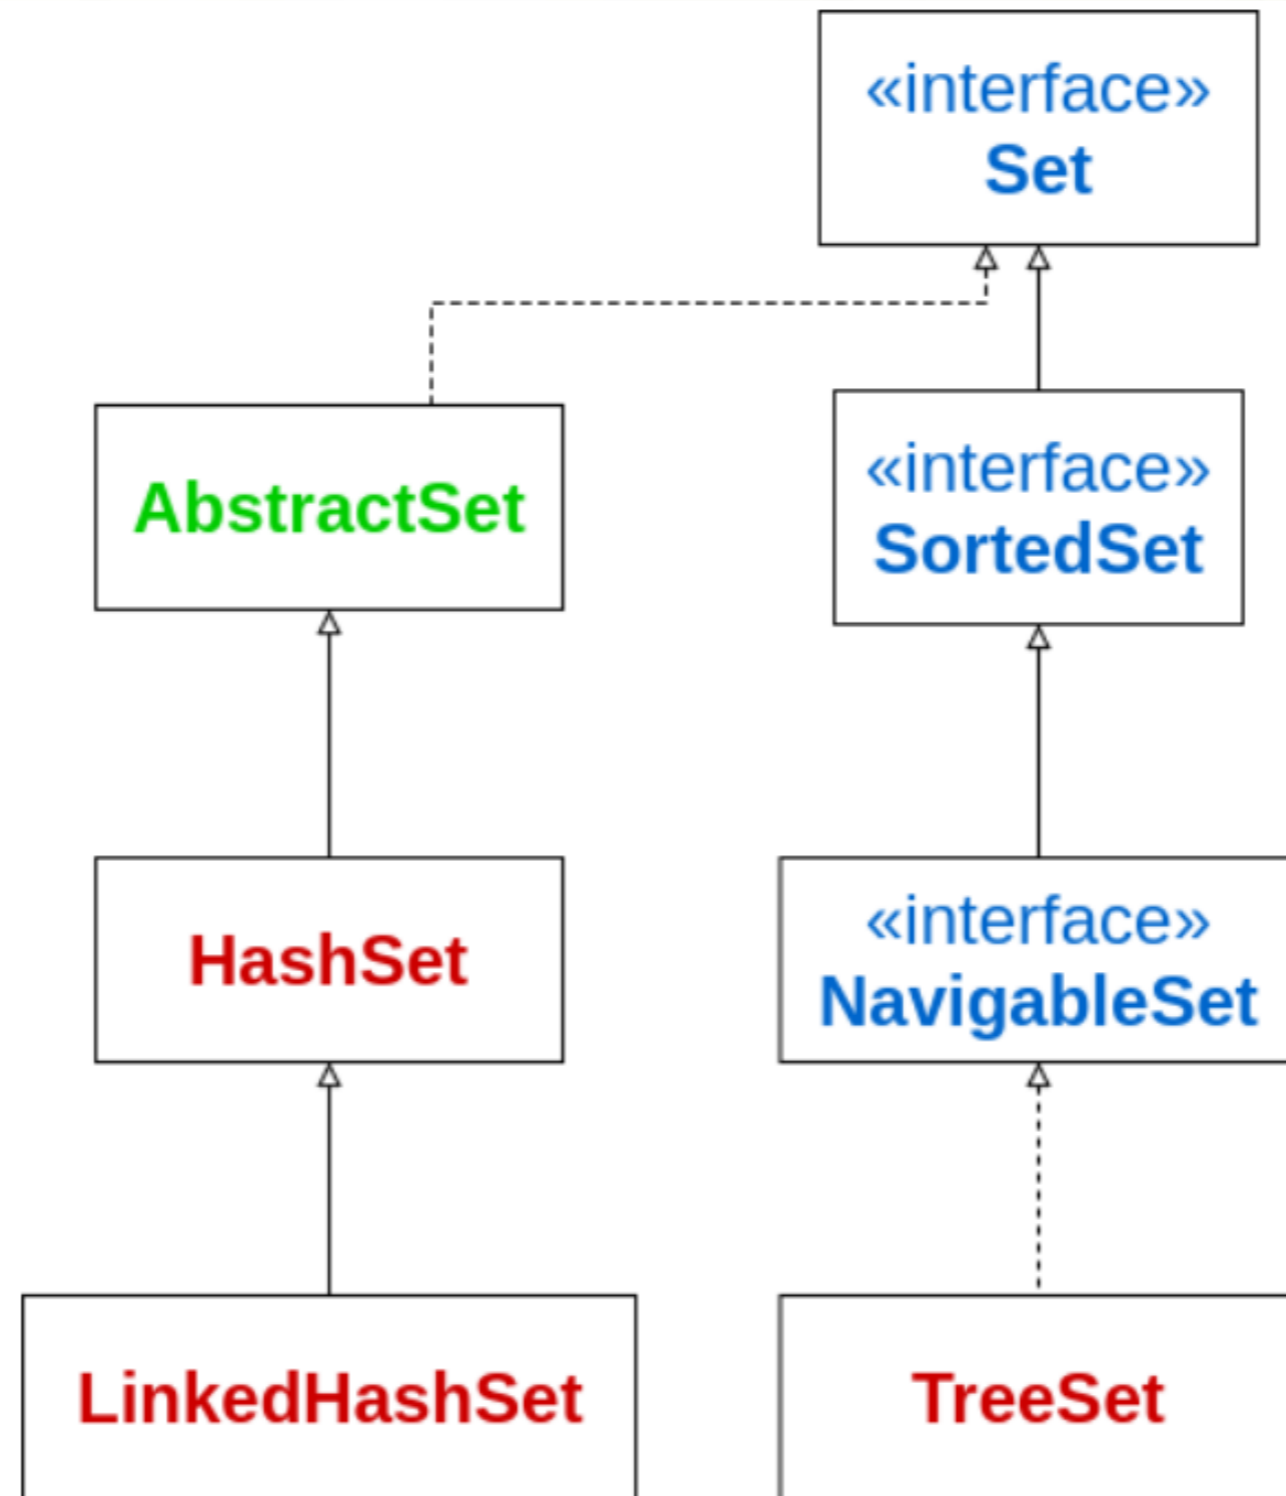 «interface»
Set
AbstractSet
«interface»
SortedSet
HashSet
«interface»
NavigableSet
LinkedHashSet
TreeSet